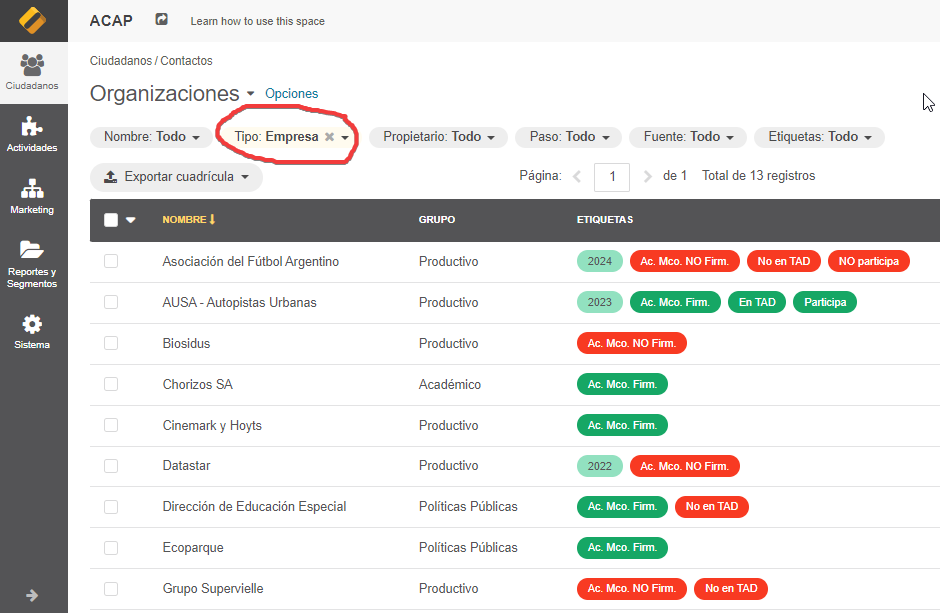 ACAP Learn how to use this space
Ciudadanos
Actividades
Marketing
Reportes y
Segmentos
Sistema
Ciudadanos / Contactos
Organizaciones Opciones
Nombre: Todo Tipo: Empresa Propietario: Todo Paso: Todo Fuente: Todo Etiquetas: Todo
Exportar cuadrícula Página: 1 de 1 Total de 13 registros
NOMBRE GRUPO ETIQUETAS
Asociación del Fútbol Argentino Productivo 2024 Ac. Mco. NO Firm. No en TAD NO participa
AUSA - Autopistas Urbanas Productivo 2023 Ac. Mco. Firm. En TAD Participa
Biosidus Productivo Ac. Mco. NO Firm.
Chorizos SA Académico Ac. Mco. Firm.
Cinemark y Hoyts Productivo Ac. Mco. Firm.
Datastar Productivo 2022 Ac. Mco. NO Firm.
Dirección de Educación Especial Políticas Públicas Ac. Mco. Firm. No en TAD
Ecoparque Políticas Públicas Ac. Mco. Firm.
Grupo Supervielle Productivo Ac. Mco. NO Firm. No en TAD